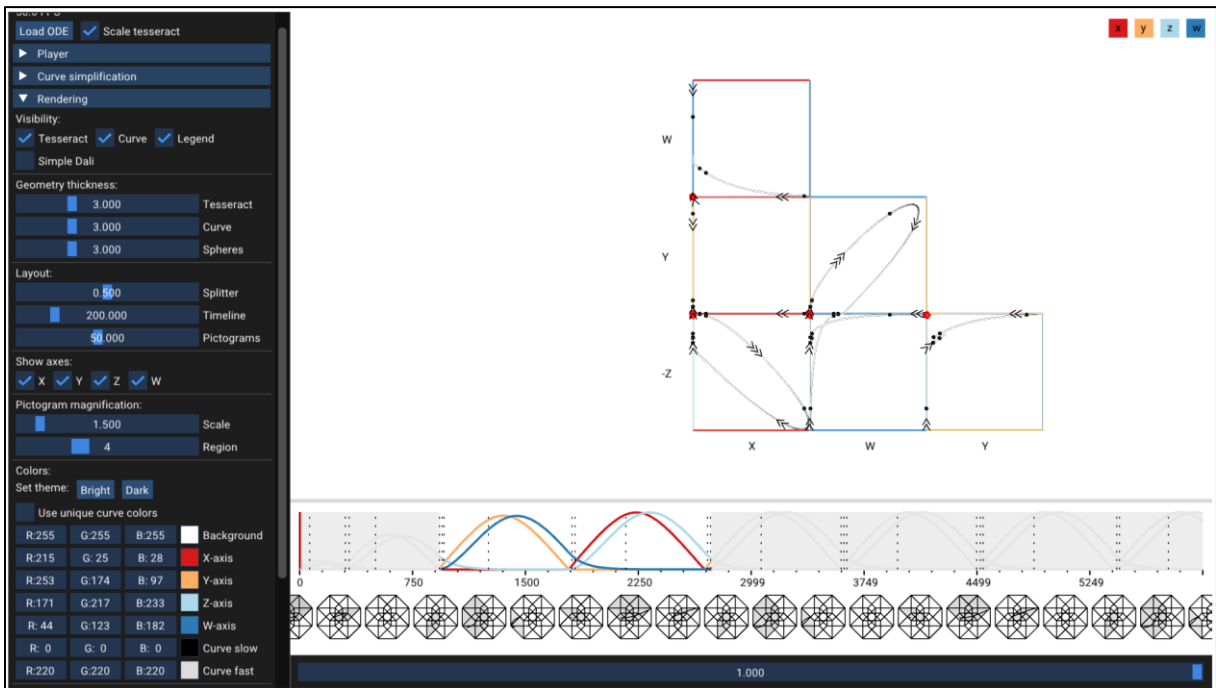 Load ODE Scale tesseract
Player
Curve simplification
Rendering
Visibility:
Tesseract Curve Legend
Simple Dali
Geometry thickness:
3.000 Tesseract
3.000 Curve
3.000 Spheres
Layout:
0.500 Splitter
200.000 Timeline
50.000 Pictograms
Show axes:
X Y Z W
Pictogram magnification:
1.500 Scale
4 Region
Colors:
Set theme: Bright Dark
Use unique curve colors
R:255 G:255 B:255 Background
R:215 G: 25 B: 28 X-axis
R:253 G:174 B: 97 Y-axis
R:171 G:217 B:233 Z-axis
R: 44 G:123 B:182 W-axis
R: 0 G: 0 B: 0 Curve slow
R:220 G:220 B:220 Curve fast
x y z w
W
Y
-Z
X W Y
0 750 1500 2250 2999 3749 4499 5249
1.000